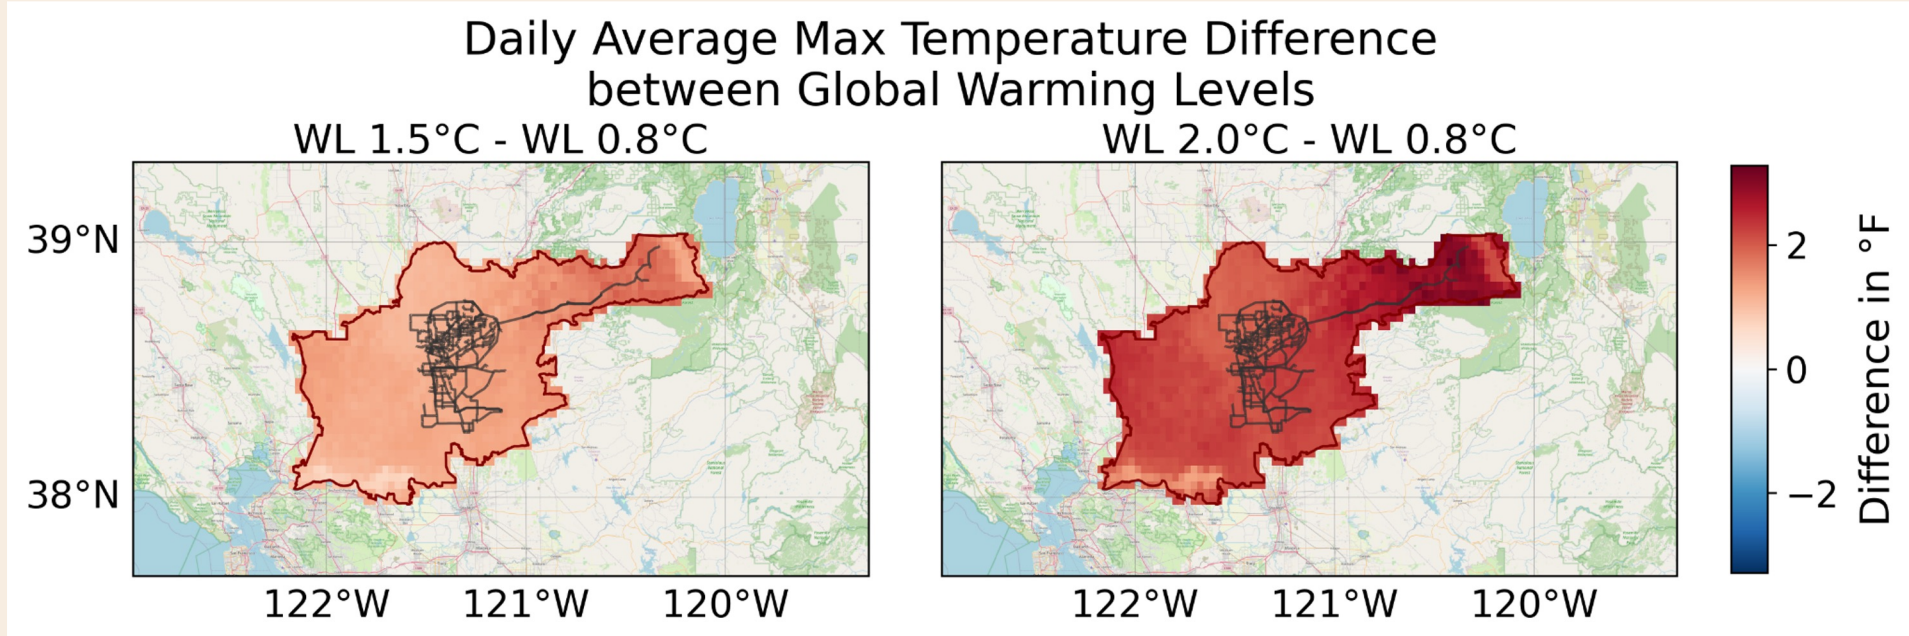 Daily Average Max Temperature Difference
between Global Warming Levels
WL 1.5°C - WL 0.8°C
WL 2.0°C - WL 0.8°C
39°N
38°N
122°W
121°W
120°W
122°W
121°W
120°W
2
0
−2
Difference in °F